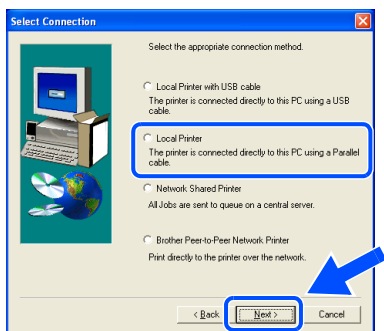 Select Connection
Select the appropriate connection method.
Local Printer with USB cable
The printer is connected directly to this PC using a USB
cable.
Local Printer
The printer is connected directly to this PC using a Parallel
cable.
Network Shared Printer
All Jobs are sent to queue on a central server.
Brother Peer-to-Peer Network Printer
Print directly to the printer over the network.
< Back Next > Cancel